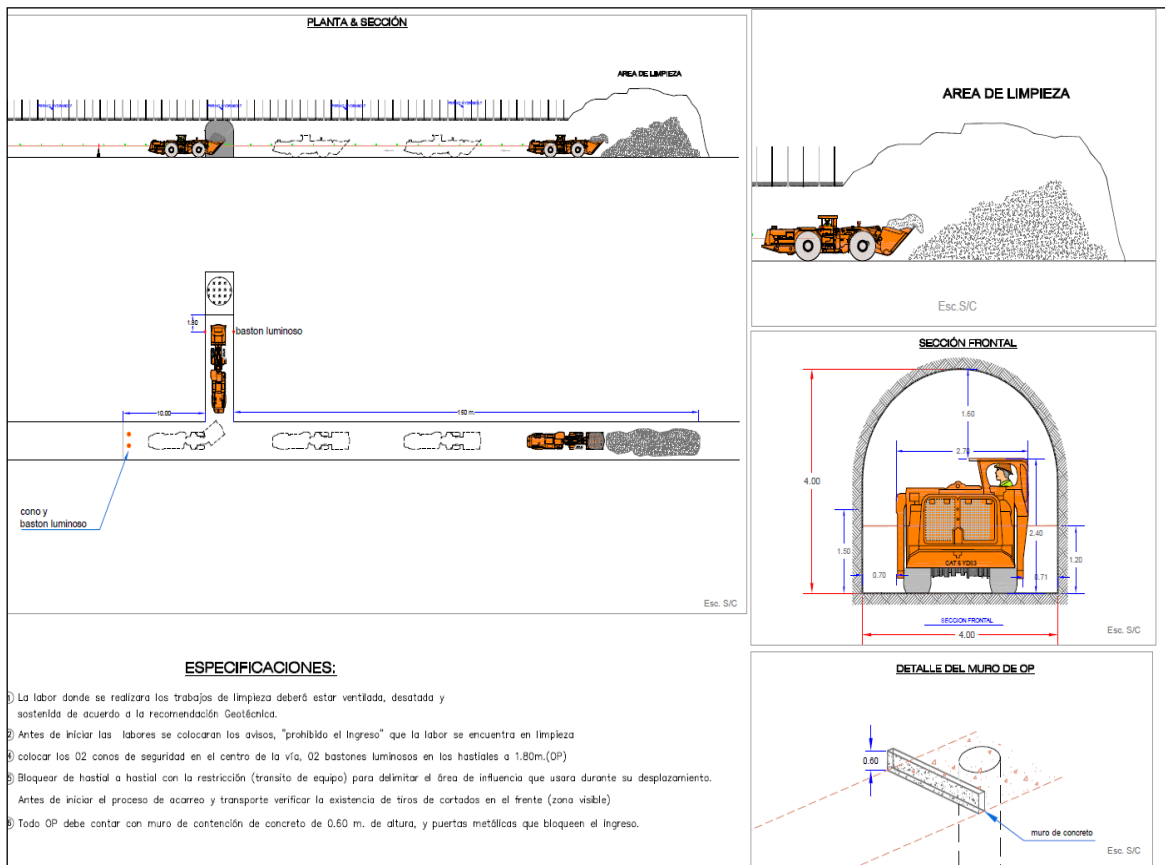 PLANTA & SECCIÓN
AREA DE LIMPIEZA
1.80
baston luminoso
10.00
cono y
baston luminoso
Esc. S/C
AREA DE LIMPIEZA
Esc.S/C
SECCIÓN FRONTAL
1.60
4.00
2.40
1.50
1.20
0.70
0.71
SECCION FRONTAL
4.00
Esc. S/C
DETALLE DEL MURO DE OP
0.60
muro de concreto
Esc. S/C
ESPECIFICACIONES:
La labor donde se realizara los trabajos de limpieza deberá estar ventilada, desatada y
sostenida de acuerdo a la recomendación Geotécnica.
Antes de iniciar las labores se colocaran los avisos, "prohibido el Ingreso" que la labor se encuentra en limpieza
④ colocar los 02 conos de seguridad en el centro de la vía, 02 bastones luminosos en los hastiales a 1.80m.(OP)
Bloquear de hastial a hastial con la restricción (transito de equipo) para delimitar el área de influencia que usara durante su desplazamiento.
Antes de iniciar el proceso de acarreo y transporte verificar la existencia de tiros de cortados en el frente (zona visible)
Todo OP debe contar con muro de contención de concreto de 0.60 m. de altura, y puertas metálicas que bloqueen el ingreso.